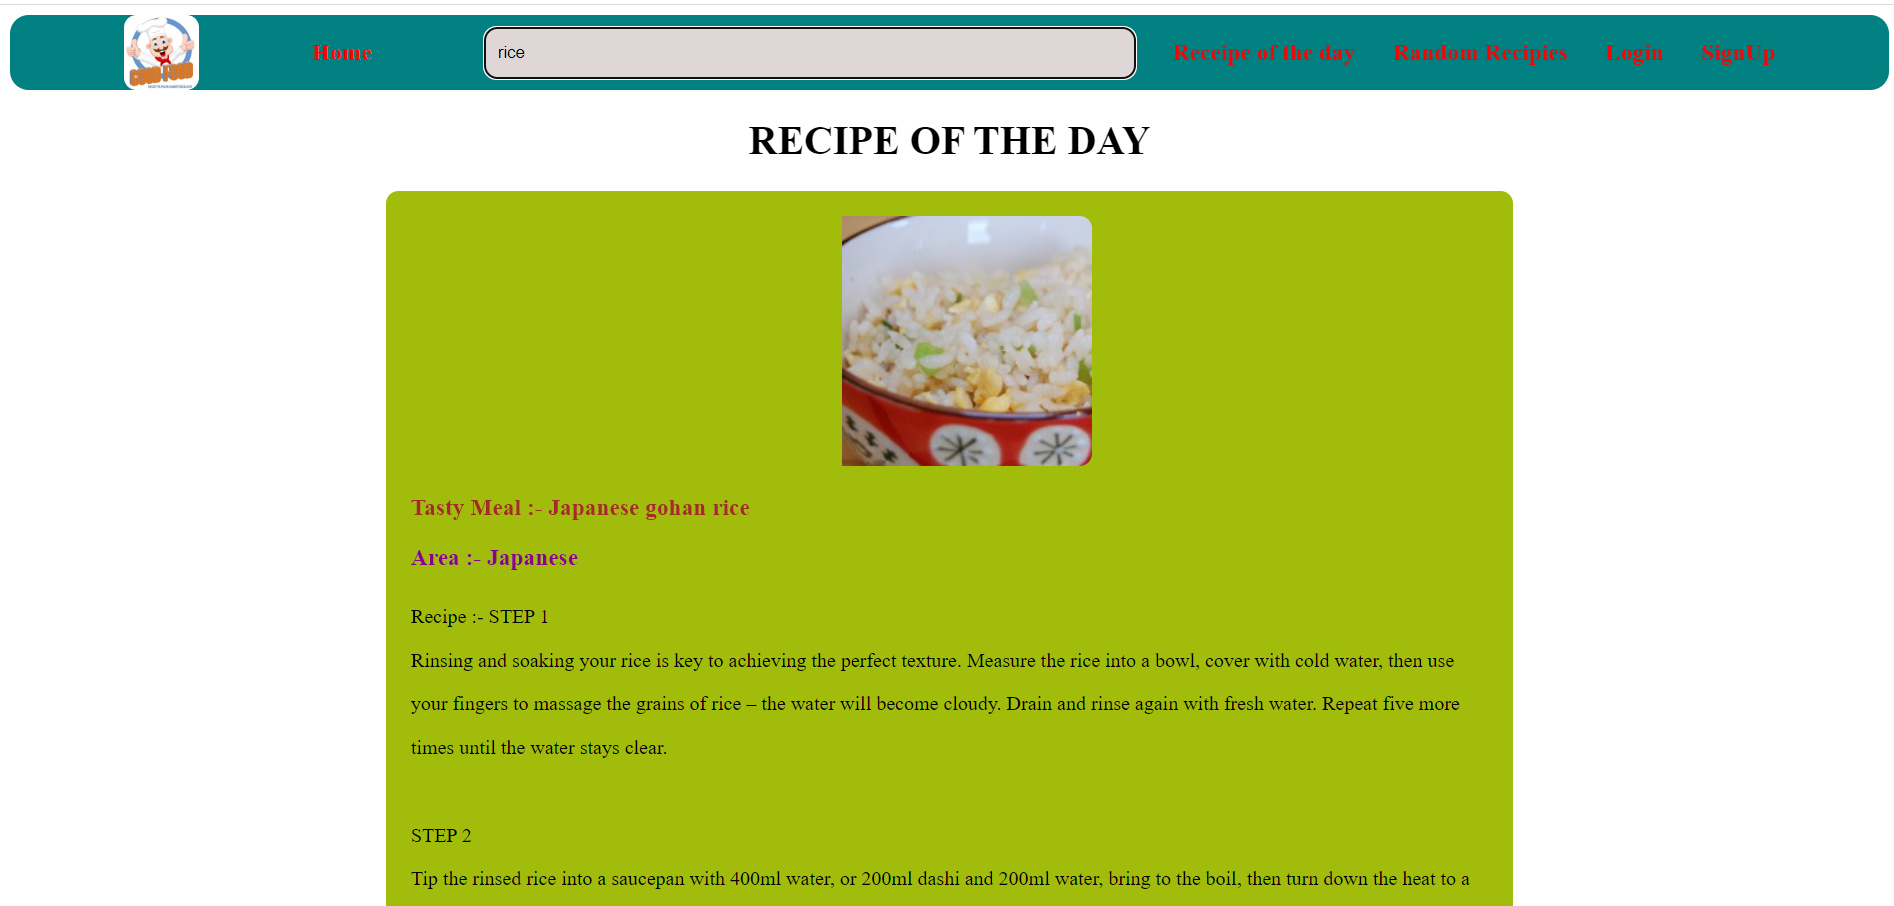 GOOD FOOD
Home
rice
Receipe of the day
Random Recipies
Login
SignUp
RECIPE OF THE DAY
Tasty Meal :- Japanese gohan rice
Area :- Japanese
Recipe :- STEP 1
Rinsing and soaking your rice is key to achieving the perfect texture. Measure the rice into a bowl, cover with cold water, then use
your fingers to massage the grains of rice – the water will become cloudy. Drain and rinse again with fresh water. Repeat five more
times until the water stays clear.
STEP 2
Tip the rinsed rice into a saucepan with 400ml water, or 200ml dashi and 200ml water, bring to the boil, then turn down the heat to a